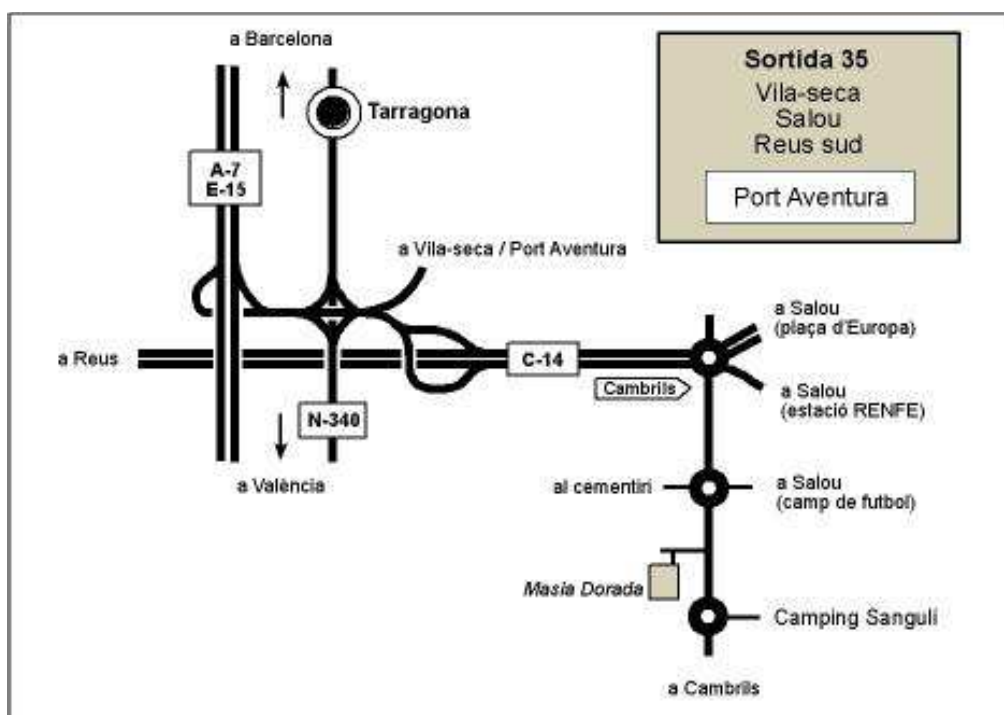 a Barcelona
Sortida 35
Vila-seca
Salou
Reus sud
Port Aventura
Tarragona
A-7
E-15
a Vila-seca / Port Aventura
a Salou
(plaça d'Europa)
a Reus
C-14
Cambrils
a Salou
(estació RENFE)
N-340
a València
al cementiri
a Salou
(camp de futbol)
Masia Dorada
Camping Sangulí
a Cambrils